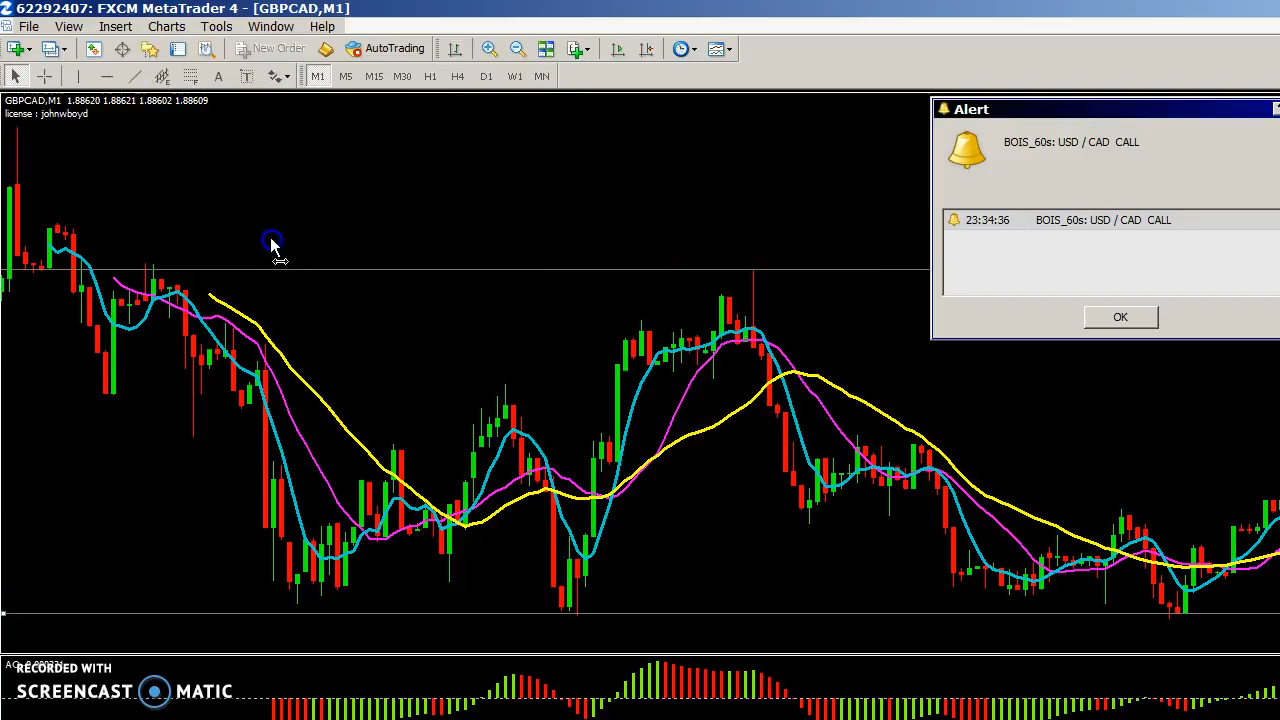 62292407: FXCM MetaTrader 4 - [GBPCAD,M1]
File View Insert Charts Tools Window Help
New Order AutoTrading
A T M1 M5 M15 M30 H1 H4 D1 W1 MN
GBPCAD,M1 1.88620 1.88621 1.88602 1.88609
license : johnwboyd
Alert
BOIS_60s: USD / CAD CALL
23:34:36 BOIS_60s: USD / CAD CALL
OK
RECORDED WITH
SCREENCAST MATIC